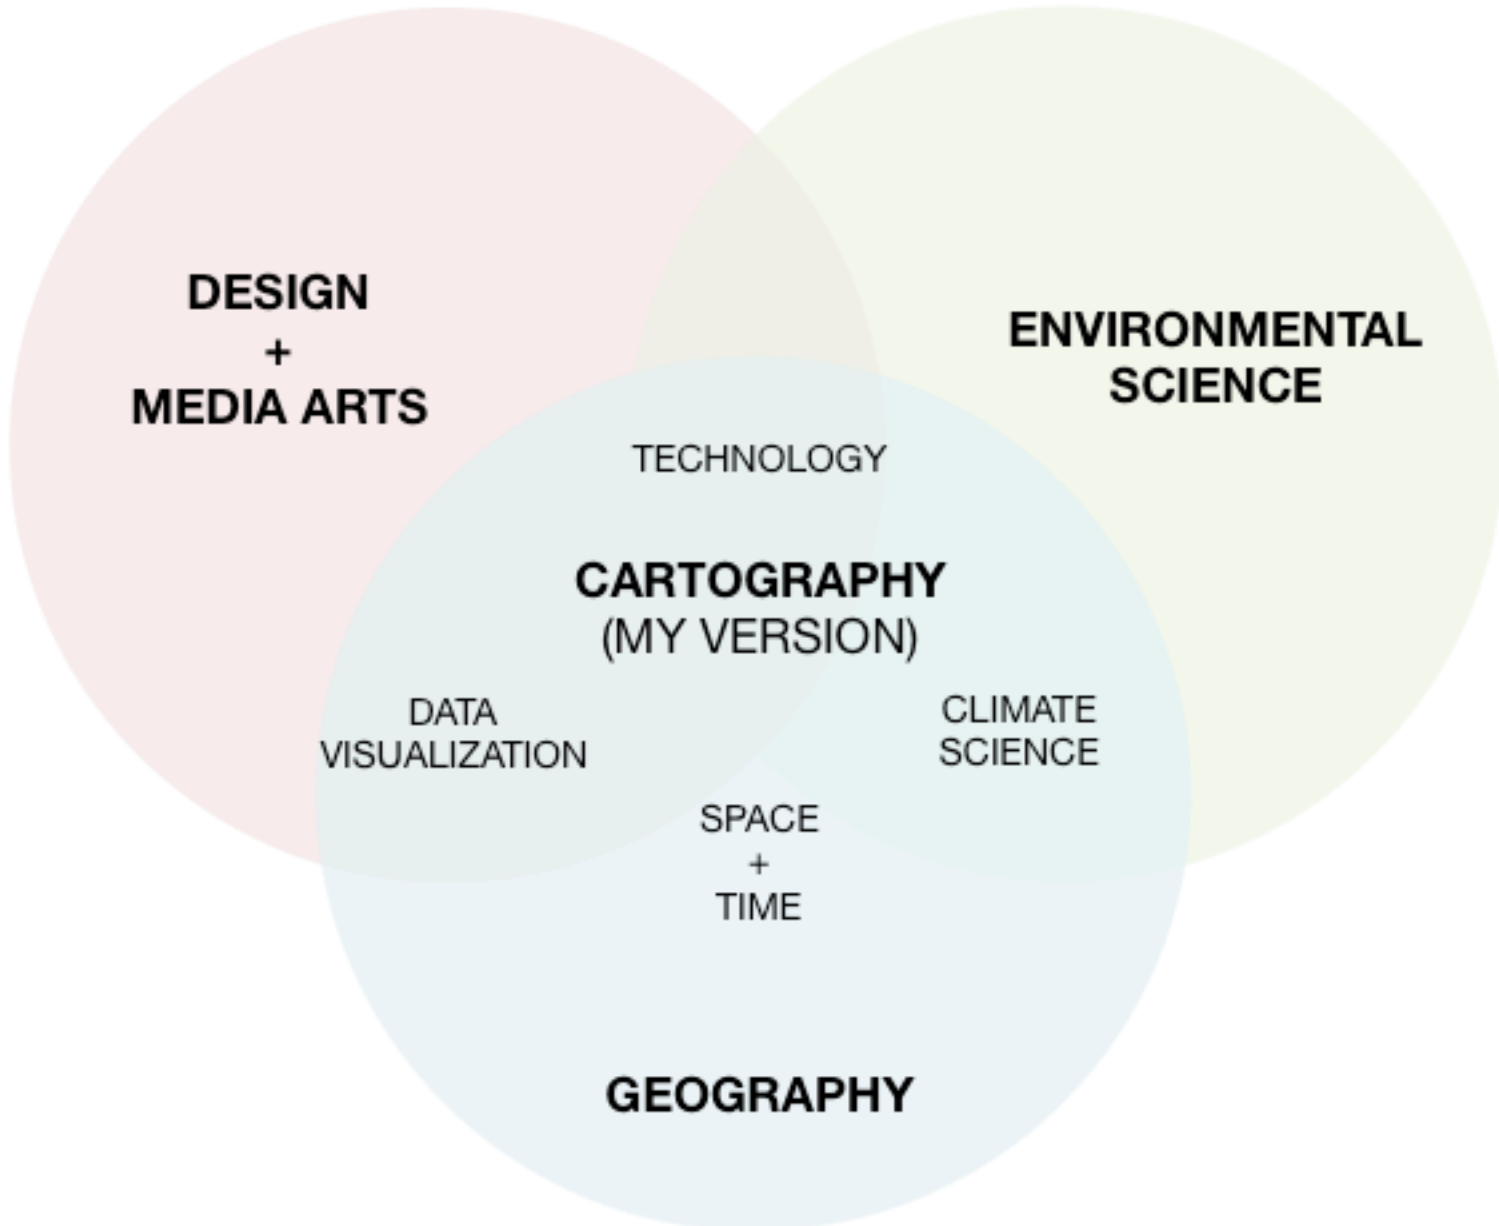 DESIGN
+
MEDIA ARTS
ENVIRONMENTAL
SCIENCE
TECHNOLOGY
CARTOGRAPHY
(MY VERSION)
DATA
VISUALIZATION
CLIMATE
SCIENCE
SPACE
+
TIME
GEOGRAPHY